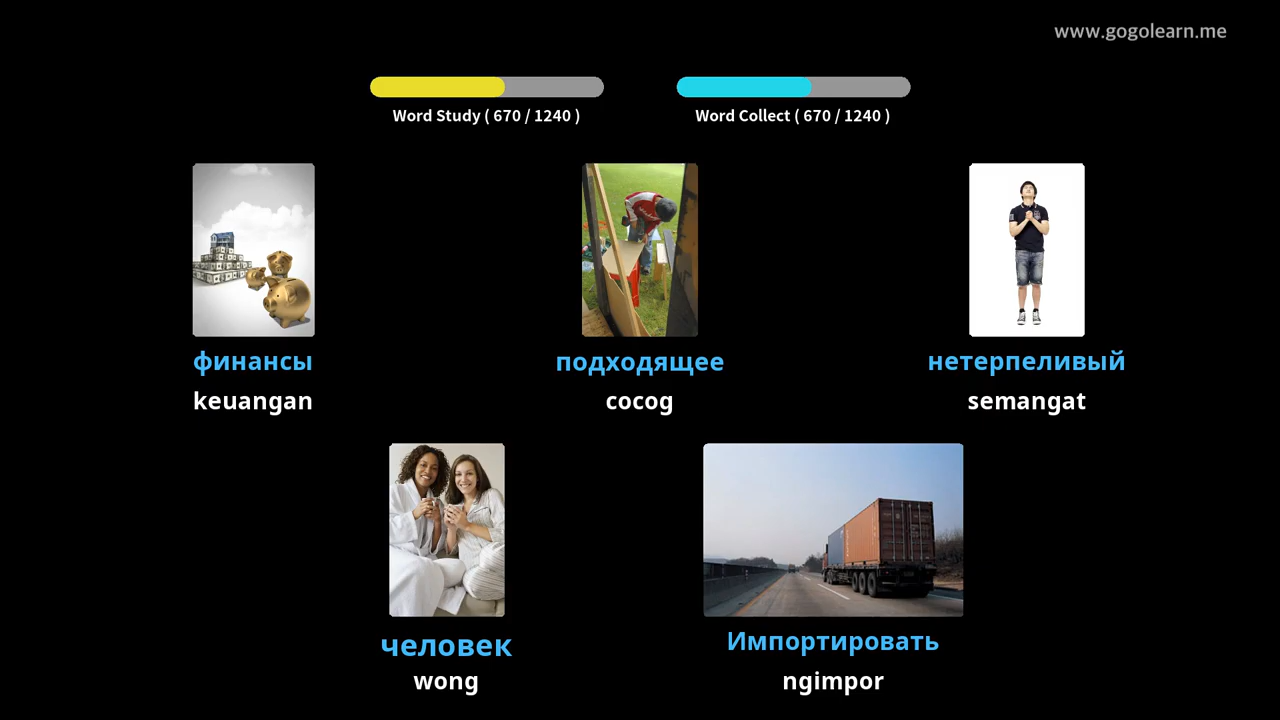 www.gogolearn.me
Word Study ( 670 / 1240 )
Word Collect ( 670 / 1240 )
финансы
keuangan
подходящее
cocog
нетерпеливый
semangat
человек
wong
Импортировать
ngimpor